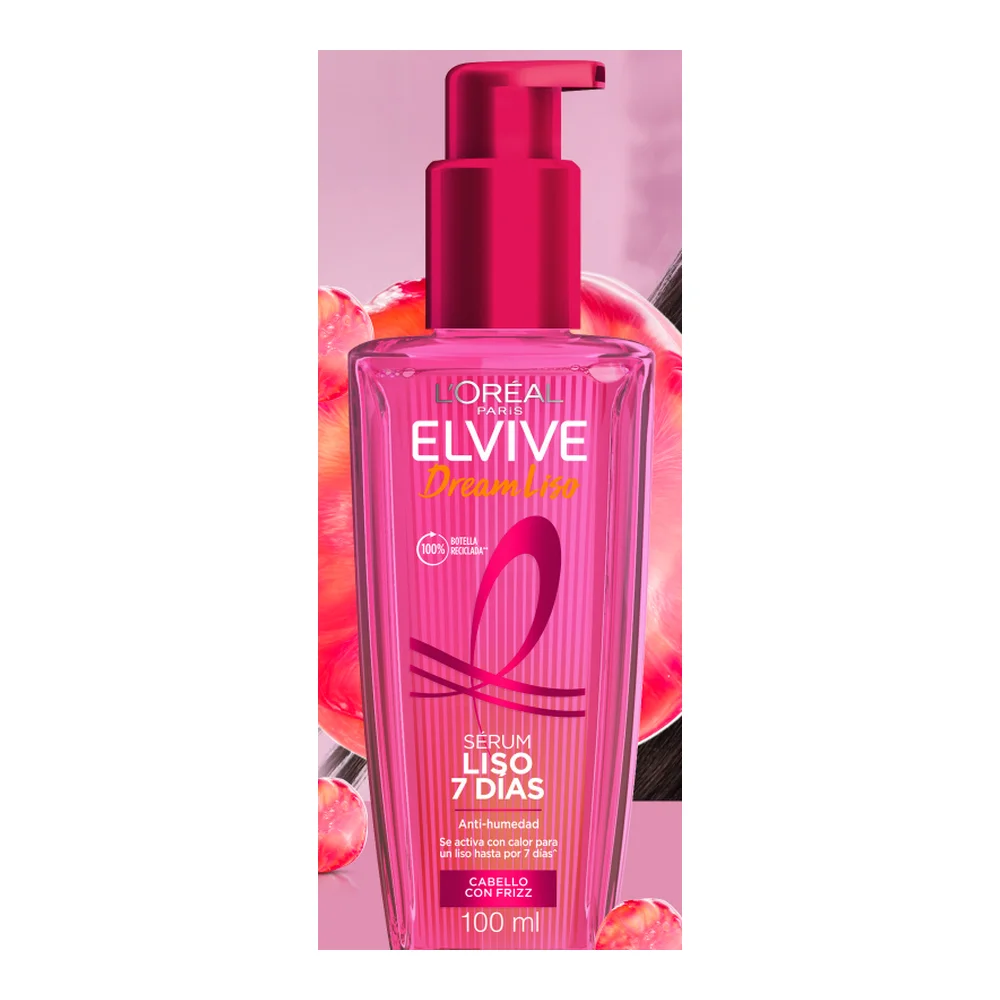 L'ORÉAL
PARIS
ELVIVE
Dream Liso
100%
BOTELLA
RECICLADA**
SÉRUM
LISO
7 DÍAS
Anti-humedad
Se activa con calor para
un liso hasta por 7 días^
CABELLO
CON FRIZZ
100 ml